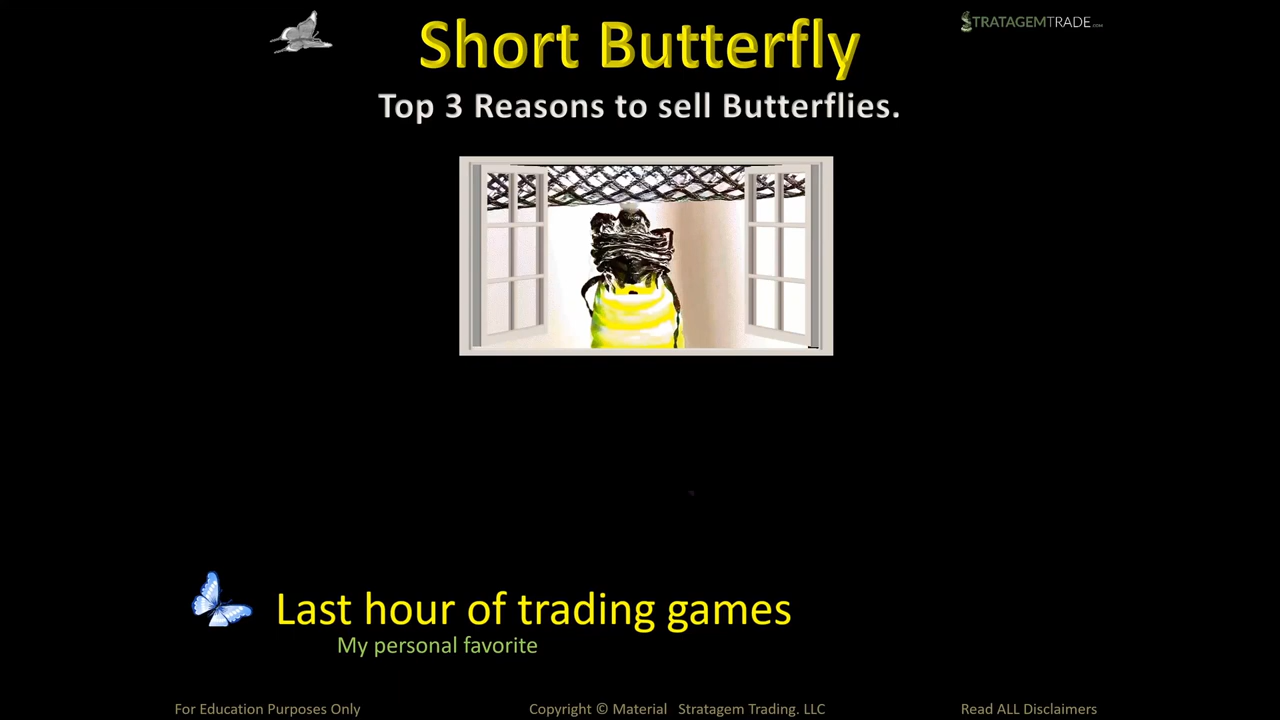 Short Butterfly
STRATAGEMTRADE.COM
Top 3 Reasons to sell Butterflies.
Last hour of trading games
My personal favorite
For Education Purposes Only
Copyright © Material Stratagem Trading. LLC
Read ALL Disclaimers